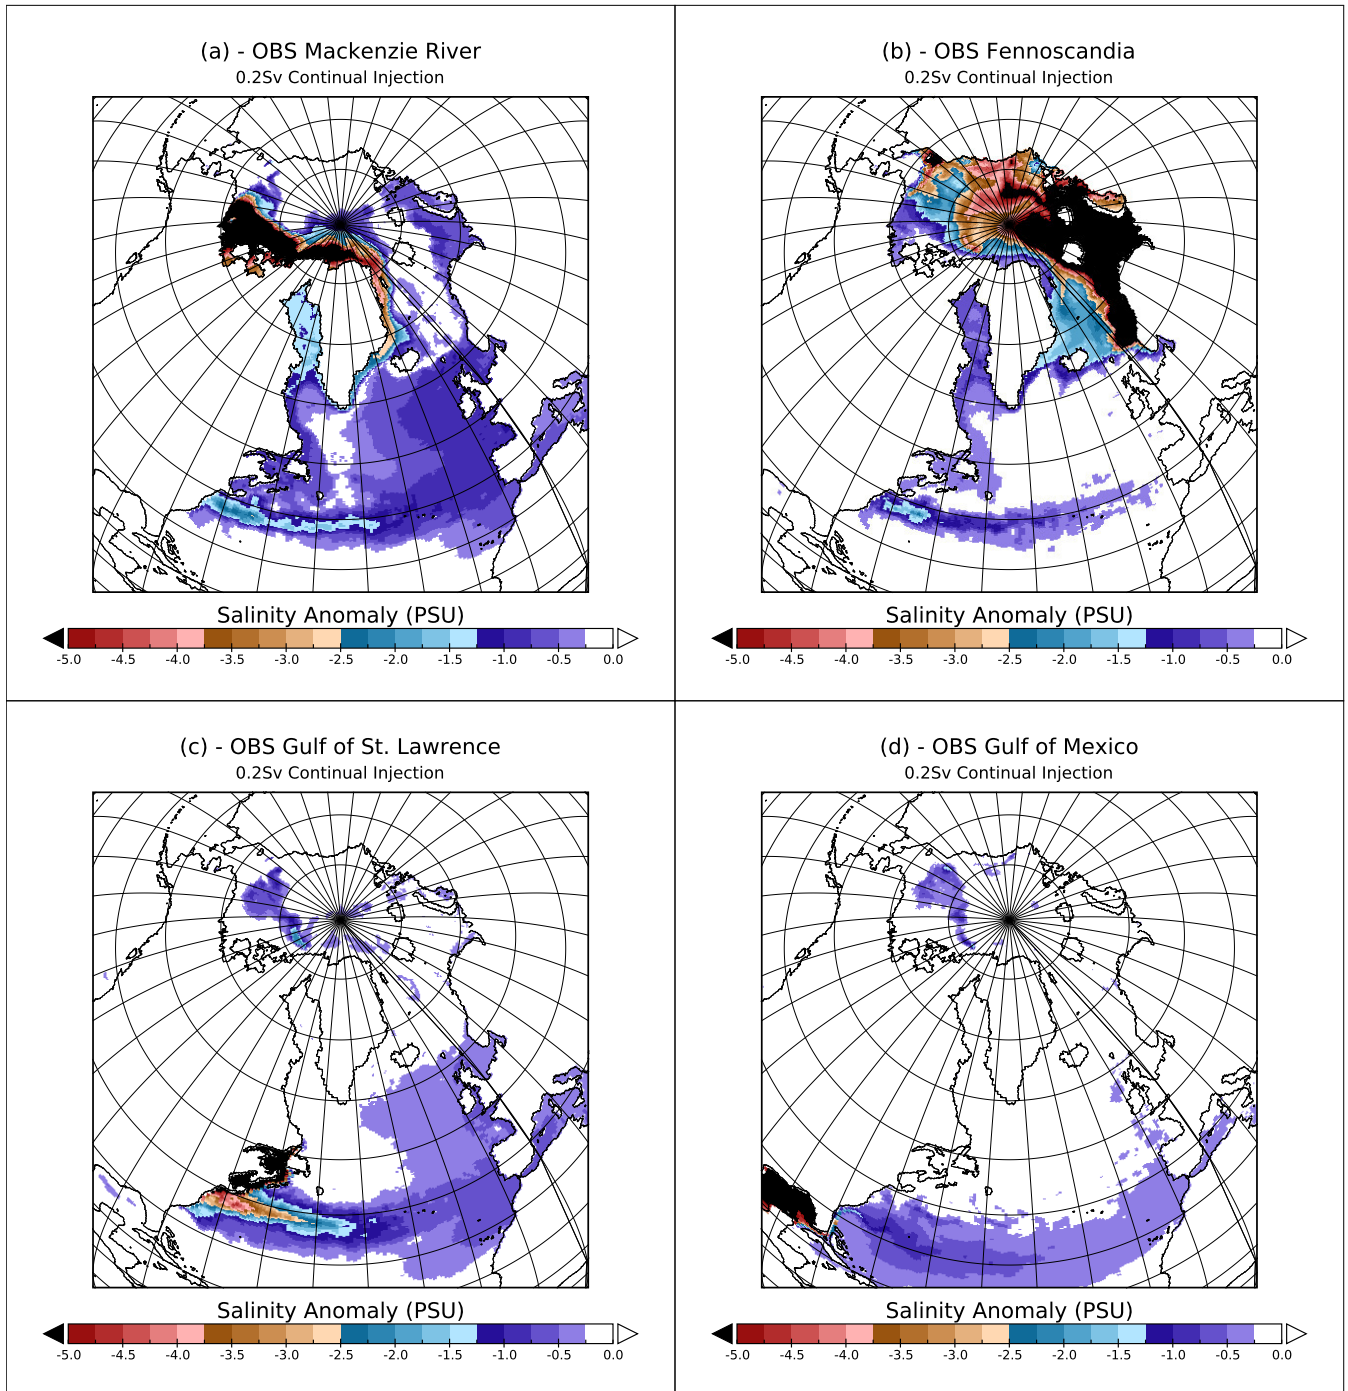 (a) - OBS Mackenzie River
0.2Sv Continual Injection
Salinity Anomaly (PSU)
-5.0 -4.5 -4.0 -3.5 -3.0 -2.5 -2.0 -1.5 -1.0 -0.5 0.0
(b) - OBS Fennoscandia
0.2Sv Continual Injection
Salinity Anomaly (PSU)
-5.0 -4.5 -4.0 -3.5 -3.0 -2.5 -2.0 -1.5 -1.0 -0.5 0.0
(c) - OBS Gulf of St. Lawrence
0.2Sv Continual Injection
Salinity Anomaly (PSU)
-5.0 -4.5 -4.0 -3.5 -3.0 -2.5 -2.0 -1.5 -1.0 -0.5 0.0
(d) - OBS Gulf of Mexico
0.2Sv Continual Injection
Salinity Anomaly (PSU)
-5.0 -4.5 -4.0 -3.5 -3.0 -2.5 -2.0 -1.5 -1.0 -0.5 0.0